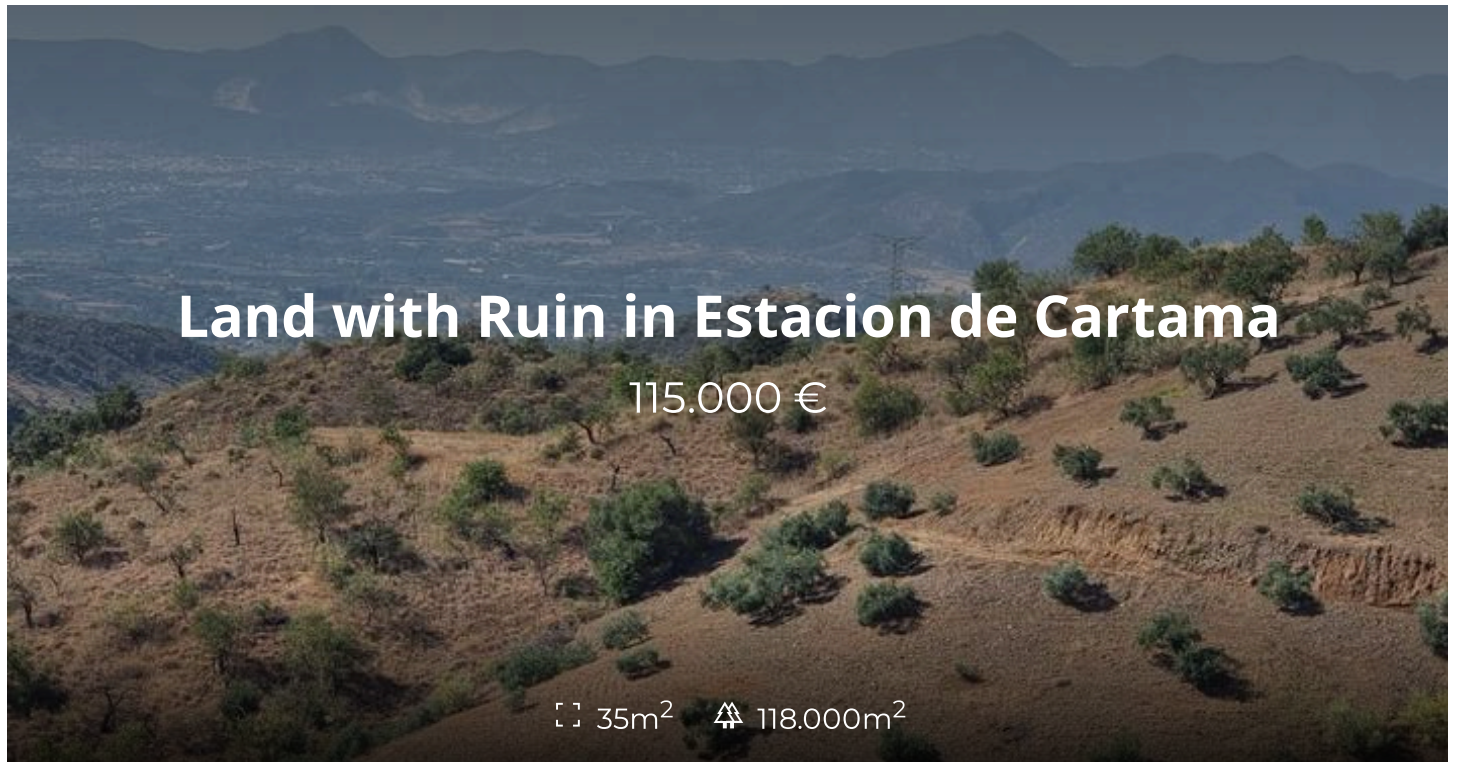 Land with Ruin in Estacion de Cartama
115.000 €
35m² 118.000m²